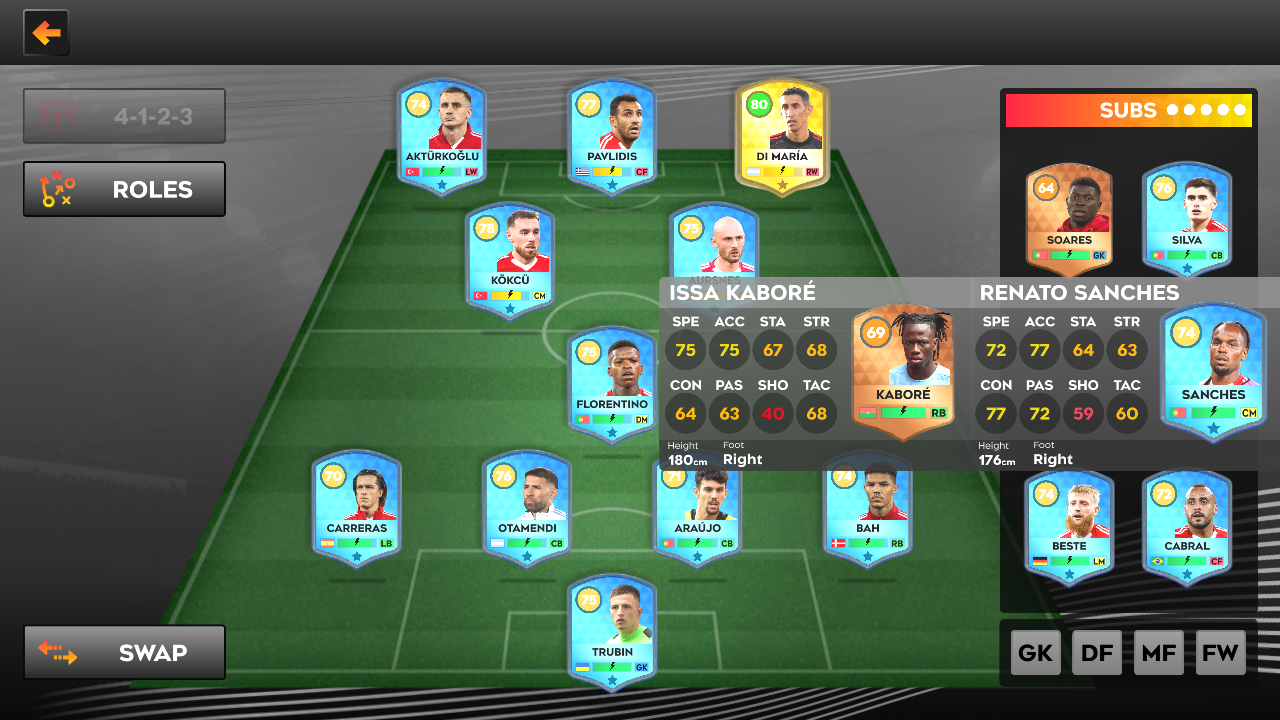 4-1-2-3
ROLES
SUBS
74
AKTÜRKOĞLU
LW
77
PAVLIDIS
CF
80
DI MARÍA
RW
78
KÖKCÜ
CM
75
AURSNES
64
SOARES
GK
76
SILVA
CB
ISSA KABORÉ
SPE ACC STA STR
75 75 67 68
CON PAS SHO TAC
64 63 40 68
Height Foot
180cm Right
69
KABORÉ
RB
RENATO SANCHES
SPE ACC STA STR
72 77 64 63
CON PAS SHO TAC
77 72 59 60
Height Foot
176cm Right
74
SANCHES
CM
75
FLORENTINO
DM
70
CARRERAS
LB
76
OTAMENDI
CB
71
ARAÚJO
CB
74
BAH
RB
74
BESTE
LM
72
CABRAL
CF
75
TRUBIN
GK
SWAP
GK DF MF FW